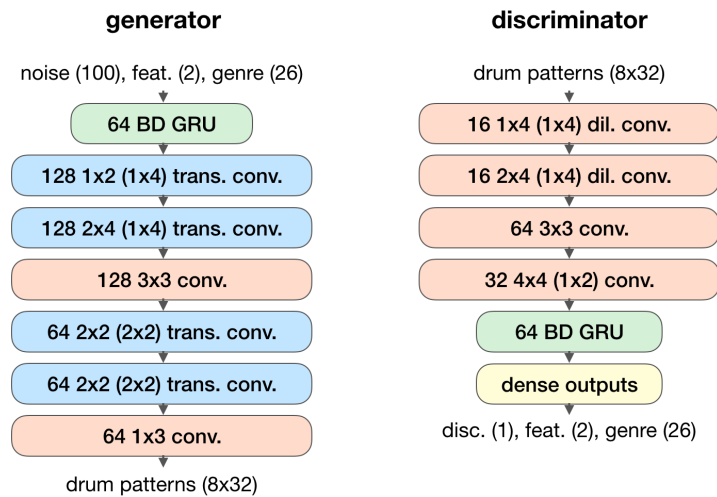 generator
noise (100), feat. (2), genre (26)
64 BD GRU
128 1x2 (1x4) trans. conv.
128 2x4 (1x4) trans. conv.
128 3x3 conv.
64 2x2 (2x2) trans. conv.
64 2x2 (2x2) trans. conv.
64 1x3 conv.
drum patterns (8x32)
discriminator
drum patterns (8x32)
16 1x4 (1x4) dil. conv.
16 2x4 (1x4) dil. conv.
64 3x3 conv.
32 4x4 (1x2) conv.
64 BD GRU
dense outputs
disc. (1), feat. (2), genre (26)